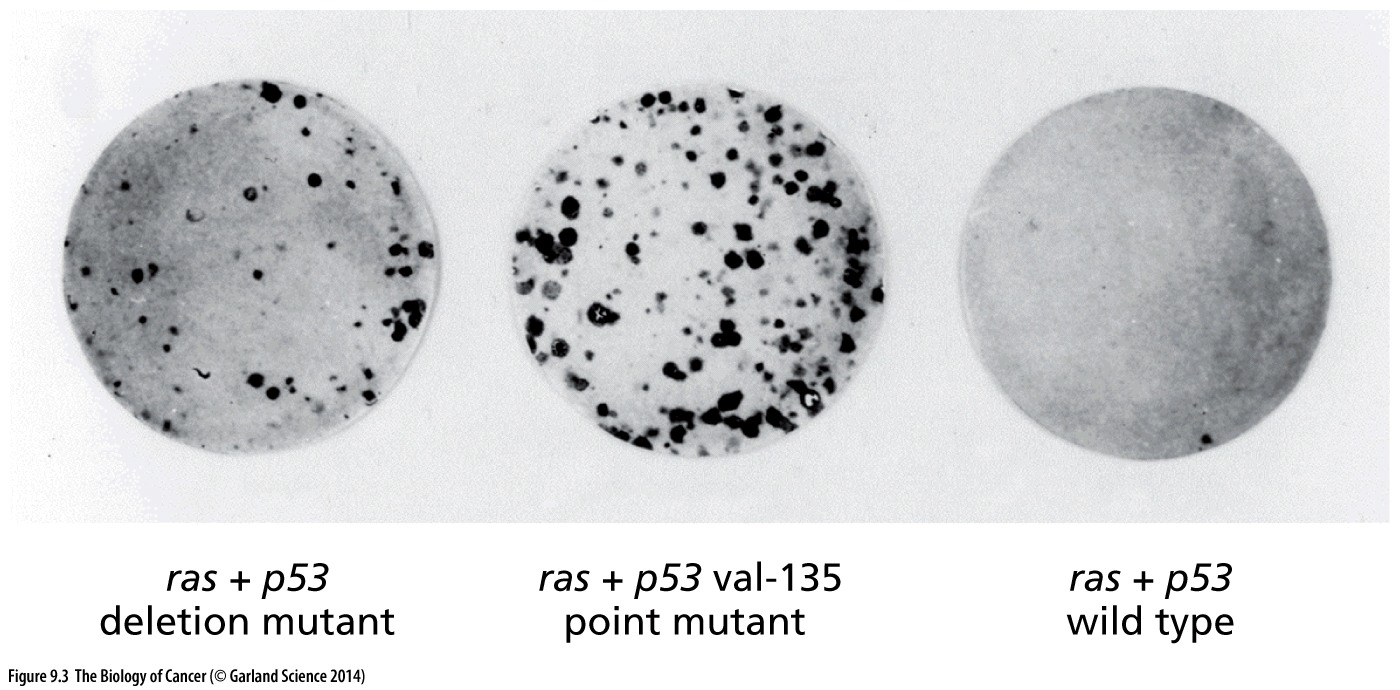 ras + p53
deletion mutant
ras + p53 val-135
point mutant
ras + p53
wild type
Figure 9.3 The Biology of Cancer (© Garland Science 2014)